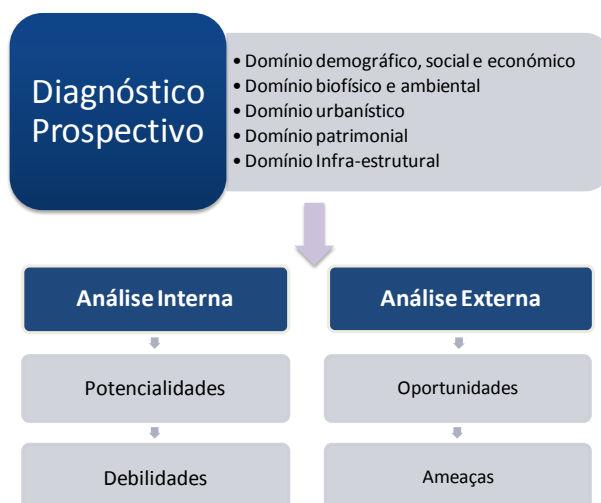 Diagnóstico
Prospectivo
• Domínio demográfico, social e económico
• Domínio biofísico e ambiental
• Domínio urbanístico
• Domínio patrimonial
• Domínio Infra-estrutural
Análise Interna
Análise Externa
Potencialidades
Oportunidades
Debilidades
Ameaças